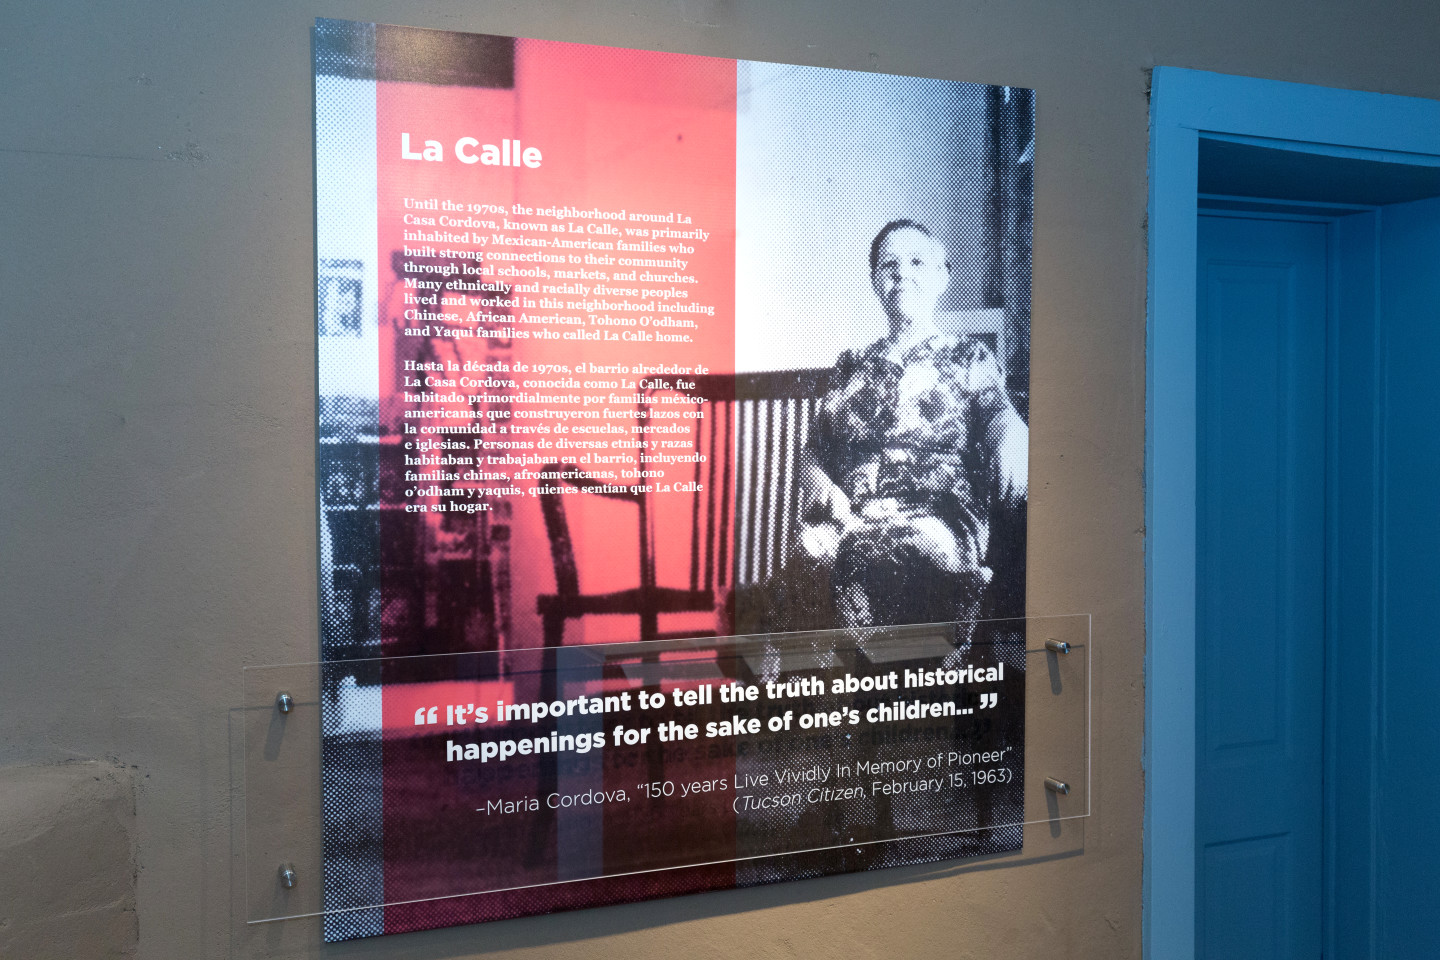 La Calle
Until the 1970s, the neighborhood around La
Casa Cordova, known as La Calle, was primarily
inhabited by Mexican-American families who
built strong connections to their community
through local schools, markets, and churches.
Many ethnically and racially diverse peoples
lived and worked in this neighborhood including
Chinese, African American, Tohono O’odham,
and Yaqui families who called La Calle home.
Hasta la década de 1970s, el barrio alrededor de
La Casa Cordova, conocida como La Calle, fue
habitado primordialmente por familias méxico-
americanas que construyeron fuertes lazos con
la comunidad a través de escuelas, mercados
e iglesias. Personas de diversas etnias y razas
habitaban y trabajaban en el barrio, incluyendo
familias chinas, afroamericanas, tohono
o’odham y yaquis, quienes sentían que La Calle
era su hogar.
“ It’s important to tell the truth about historical
happenings for the sake of one’s children... ”
–Maria Cordova, “150 years Live Vividly In Memory of Pioneer”
(Tucson Citizen, February 15, 1963)